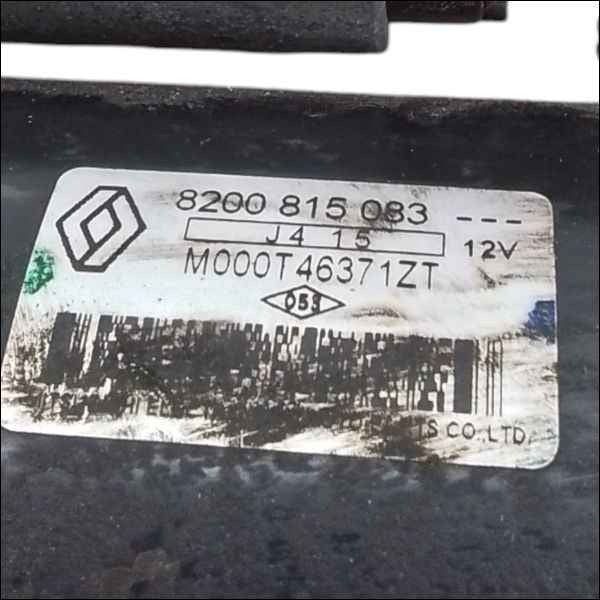 8200 815 083 ---
J4 15
12V
M000T46371ZT
053
CO.,LTD.